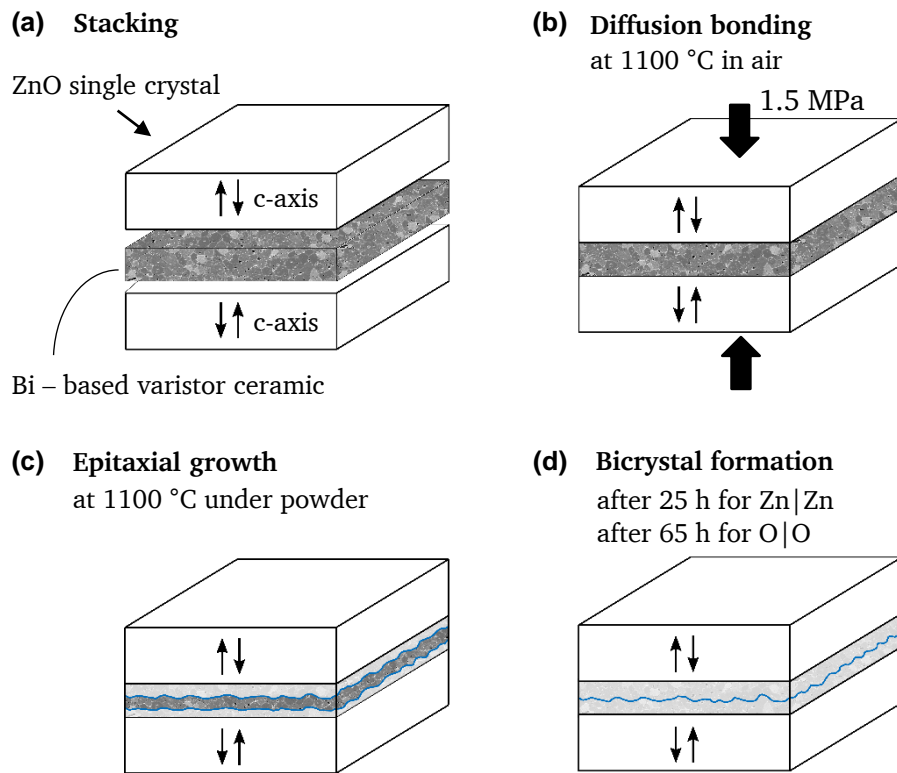 (a) Stacking
ZnO single crystal
c-axis
c-axis
Bi – based varistor ceramic
(b) Diffusion bonding
at 1100 °C in air
1.5 MPa
(c) Epitaxial growth
at 1100 °C under powder
(d) Bicrystal formation
after 25 h for Zn|Zn
after 65 h for O|O